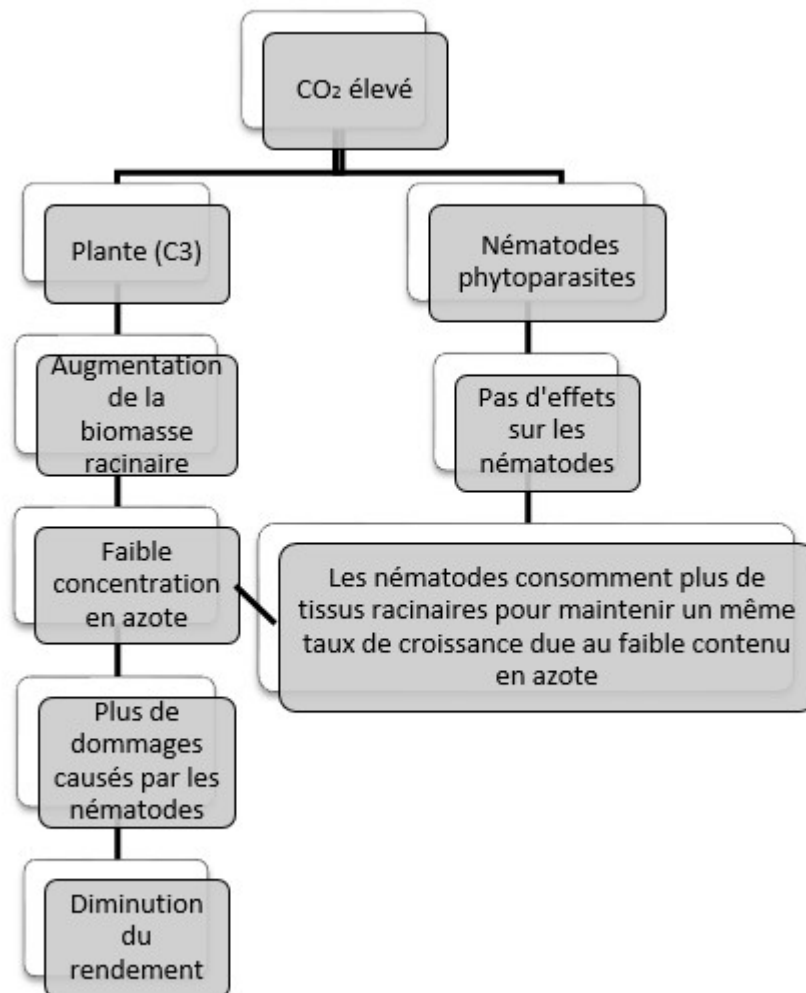 CO₂ élevé
Plante (C3)
Nématodes
phytoparasites
Augmentation
de la
biomasse
racinaire
Pas d'effets
sur les
nématodes
Faible
concentration
en azote
Les nématodes consomment plus de
tissus racinaires pour maintenir un même
taux de croissance due au faible contenu
en azote
Plus de
dommages
causés par les
nématodes
Diminution
du
rendement